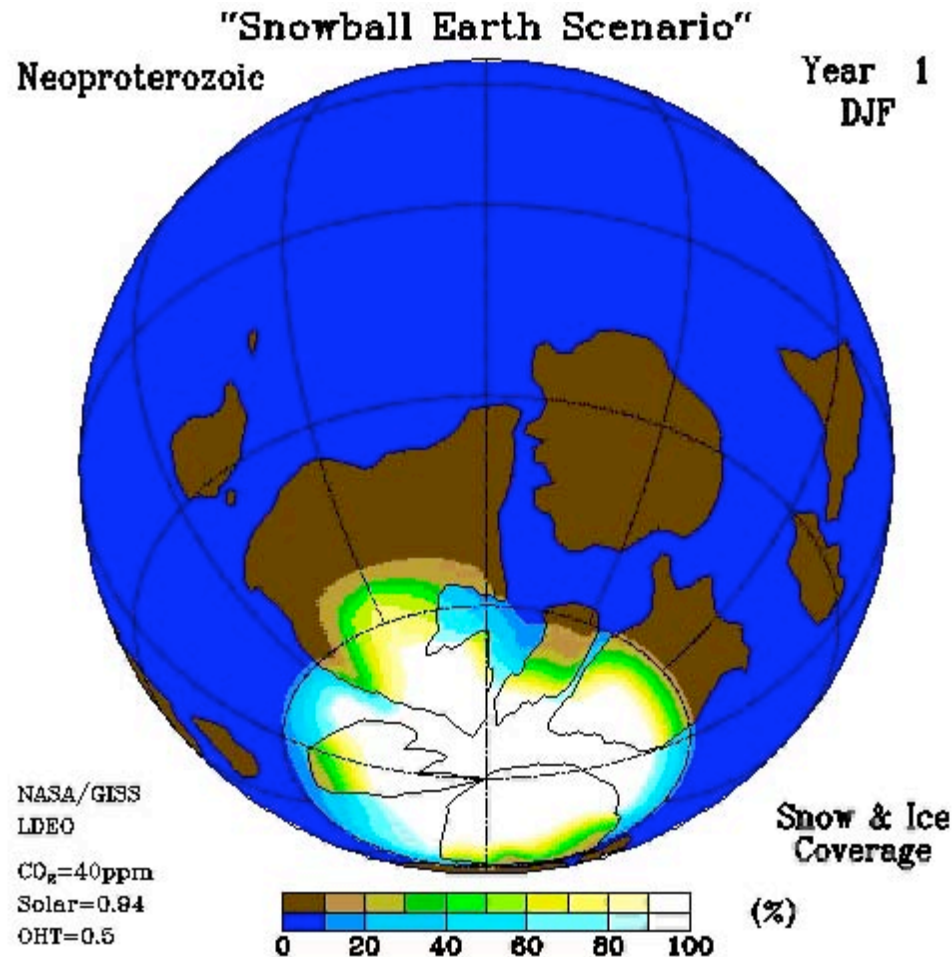 "Snowball Earth Scenario"
Neoproterozoic
Year 1
DJF
NASA/GISS
LDEO
CO₂=40ppm
Solar=0.94
OHT=0.5
Snow & Ice
Coverage
(%)
0 20 40 60 80 100